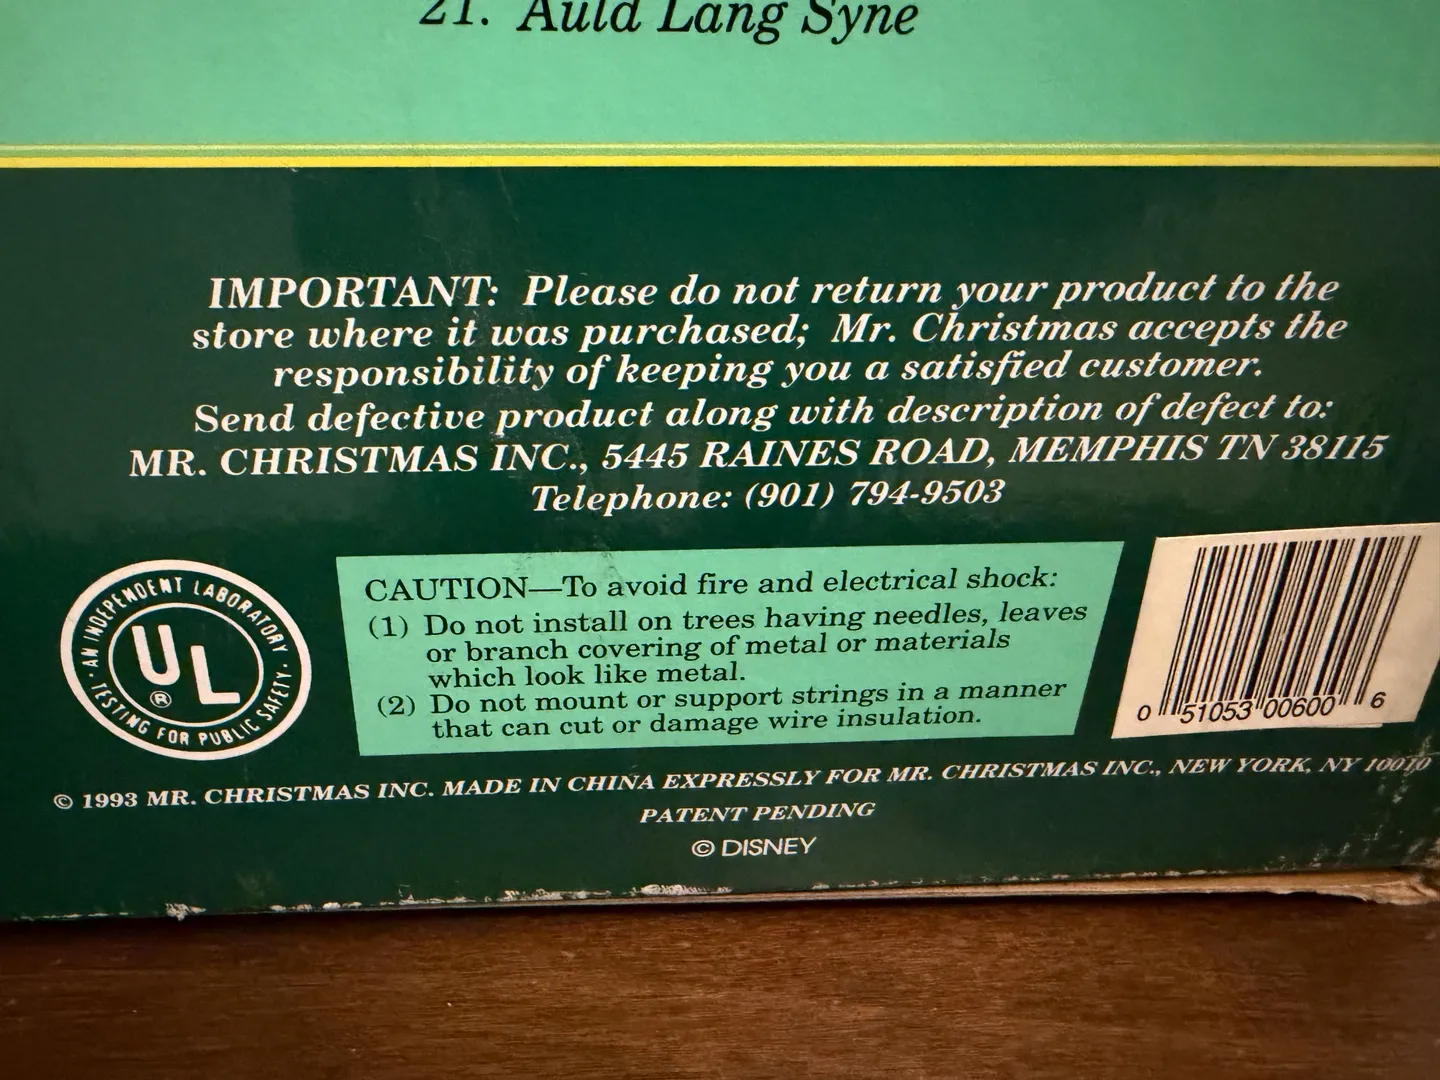 21. Auld Lang Syne
IMPORTANT: Please do not return your product to the
store where it was purchased; Mr. Christmas accepts the
responsibility of keeping you a satisfied customer.
Send defective product along with description of defect to:
MR. CHRISTMAS INC., 5445 RAINES ROAD, MEMPHIS TN 38115
Telephone: (901) 794-9503
· AN INDEPENDENT LABORATORY ·
TESTING FOR PUBLIC SAFETY
UL
®
CAUTION—To avoid fire and electrical shock:
(1) Do not install on trees having needles, leaves
or branch covering of metal or materials
which look like metal.
(2) Do not mount or support strings in a manner
that can cut or damage wire insulation.
0 51053 00600 6
© 1993 MR. CHRISTMAS INC. MADE IN CHINA EXPRESSLY FOR MR. CHRISTMAS INC., NEW YORK, NY 10010
PATENT PENDING
© DISNEY